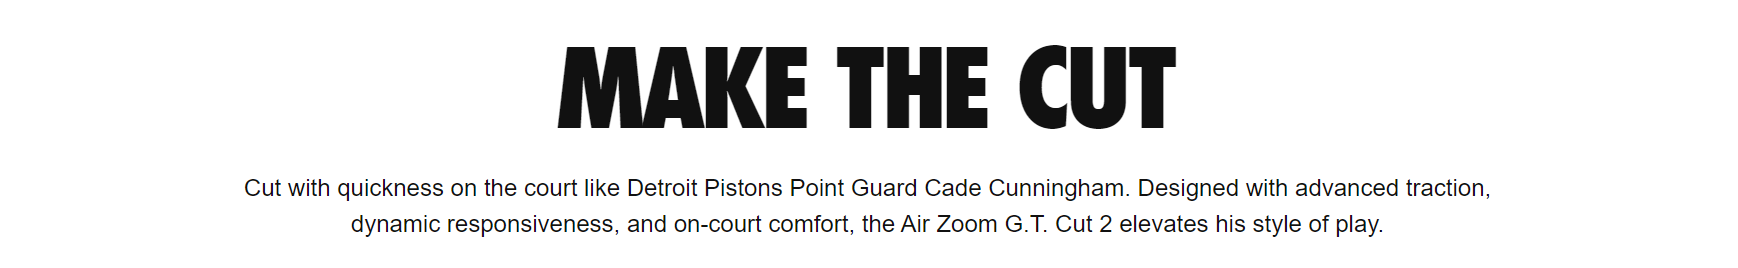 MAKE THE CUT
Cut with quickness on the court like Detroit Pistons Point Guard Cade Cunningham. Designed with advanced traction,
dynamic responsiveness, and on-court comfort, the Air Zoom G.T. Cut 2 elevates his style of play.